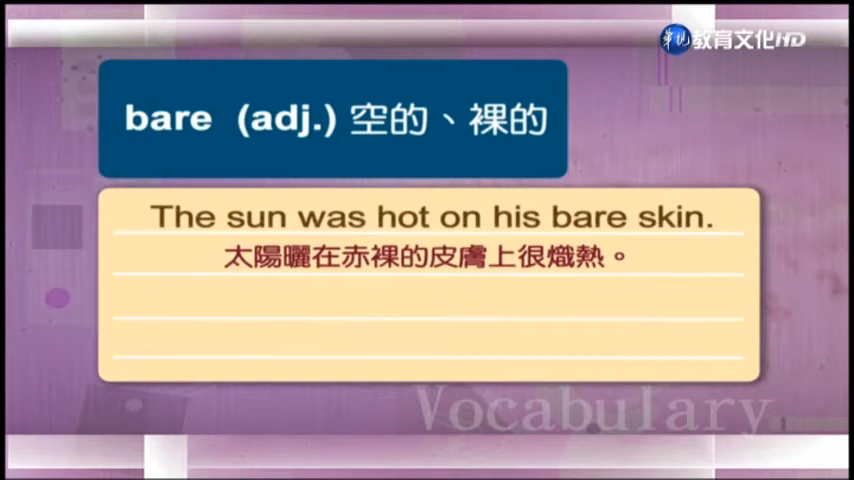 華視教育文化HD
bare (adj.) 空的、裸的
The sun was hot on his bare skin.
太陽曬在赤裸的皮膚上很熾熱。
Vocabulary